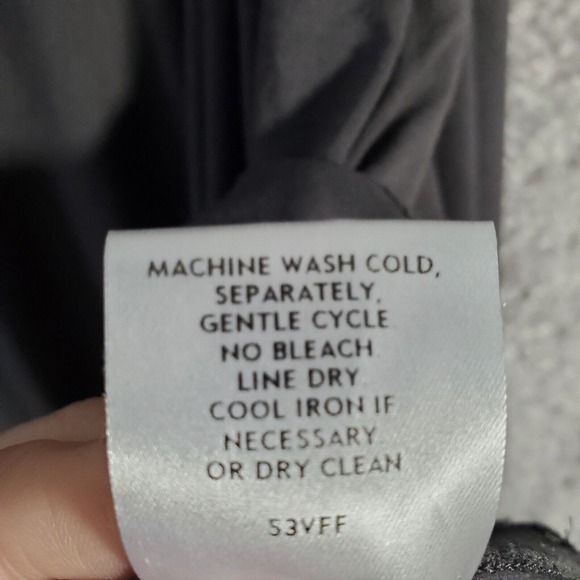 MACHINE WASH COLD,
SEPARATELY,
GENTLE CYCLE.
NO BLEACH.
LINE DRY.
COOL IRON IF
NECESSARY.
OR DRY CLEAN
53VFF